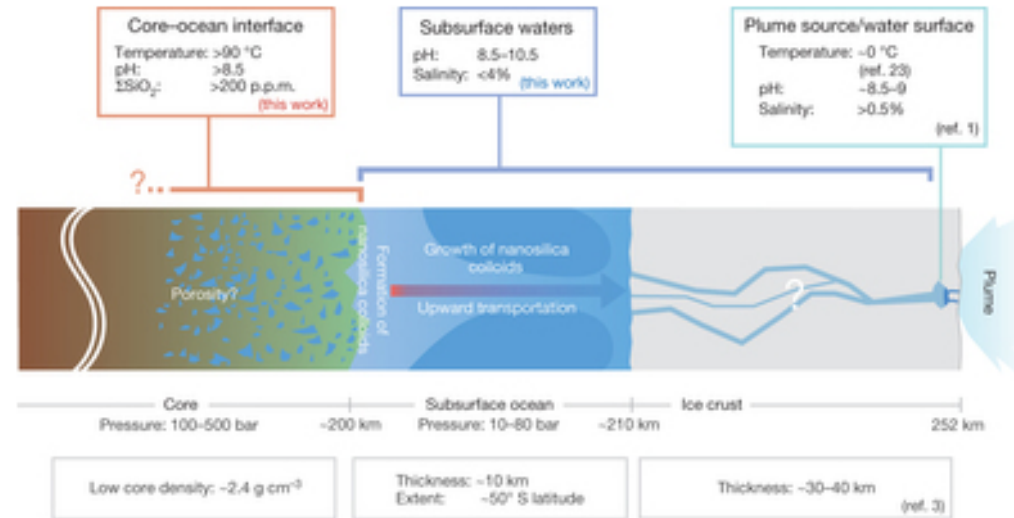 Core–ocean interface
Temperature: >90 °C
pH: >8.5
ΣSiO2: >200 p.p.m.
(this work)
Subsurface waters
pH: 8.5–10.5
Salinity: <4%
(this work)
Plume source/water surface
Temperature: ~0 °C
(ref. 23)
pH: ~8.5–9
Salinity: >0.5%
(ref. 1)
?..
Porosity?
Formation of
nanosilica colloids
Growth of nanosilica
colloids
Upward transportation
?
Plume
Core
Pressure: 100–500 bar
~200 km
Subsurface ocean
Pressure: 10–80 bar
~210 km
Ice crust
252 km
Low core density: ~2.4 g cm⁻³
Thickness: ~10 km
Extent: ~50° S latitude
Thickness: ~30–40 km
(ref. 3)